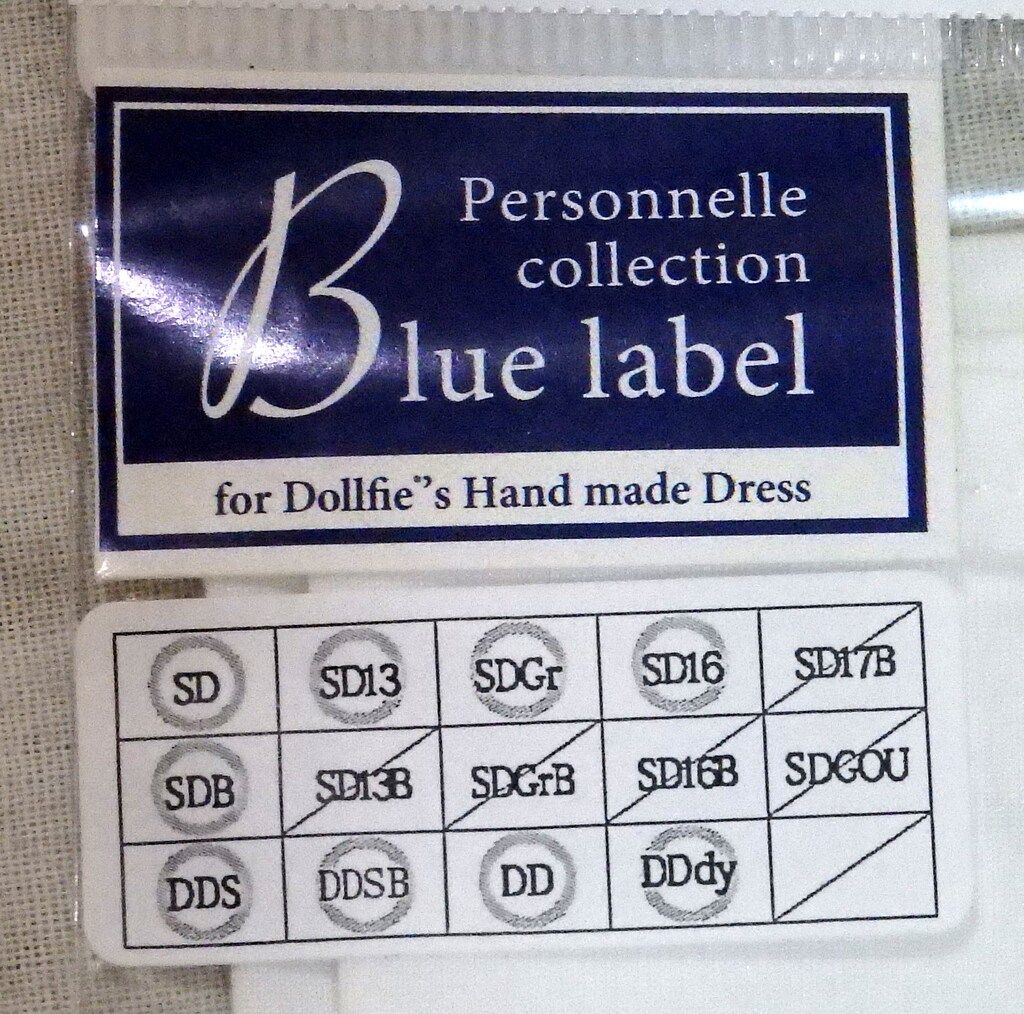 Personnelle
collection
Blue label
for Dollfie™'s Hand made Dress
SD SD13 SDGr SD16 SD17B
SDB SD13B SDGrB SD16B SDGOU
DDS DDSB DD DDdy